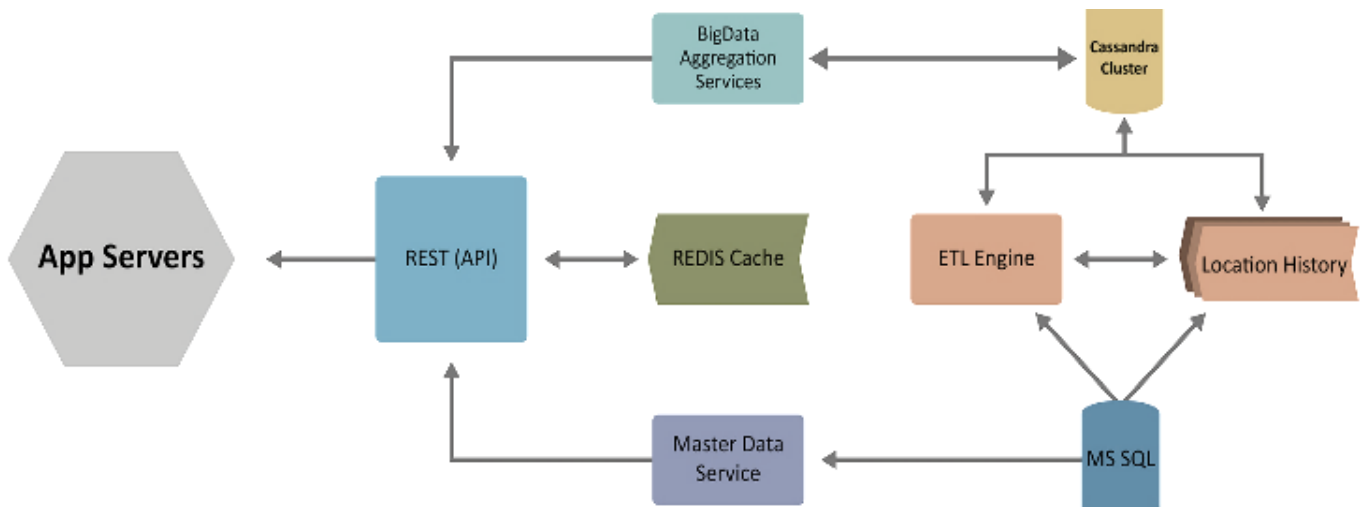 BigData
Aggregation
Services
Cassandra
Cluster
App Servers
REST (API)
REDIS Cache
ETL Engine
Location History
Master Data
Service
MS SQL